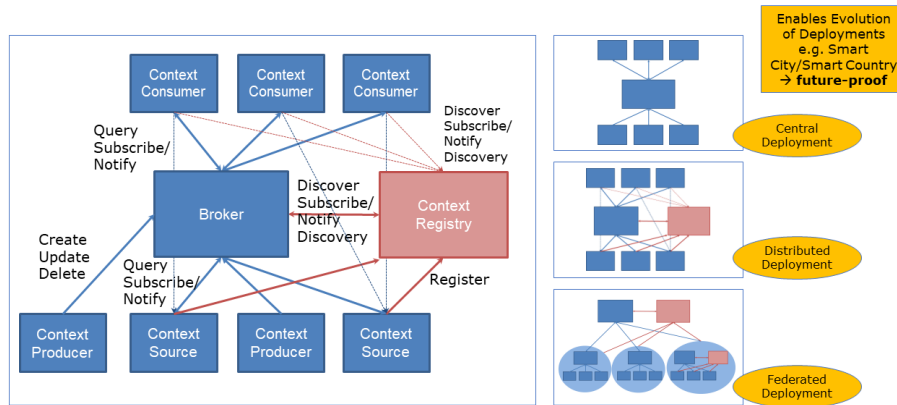 Context
Consumer
Context
Consumer
Context
Consumer
Query
Subscribe/
Notify
Discover
Subscribe/
Notify
Discovery
Broker
Discover
Subscribe/
Notify
Discovery
Context
Registry
Create
Update
Delete
Query
Subscribe/
Notify
Register
Context
Producer
Context
Source
Context
Producer
Context
Source
Enables Evolution
of Deployments
e.g. Smart
City/Smart Country
→ future-proof
Central
Deployment
Distributed
Deployment
Federated
Deployment